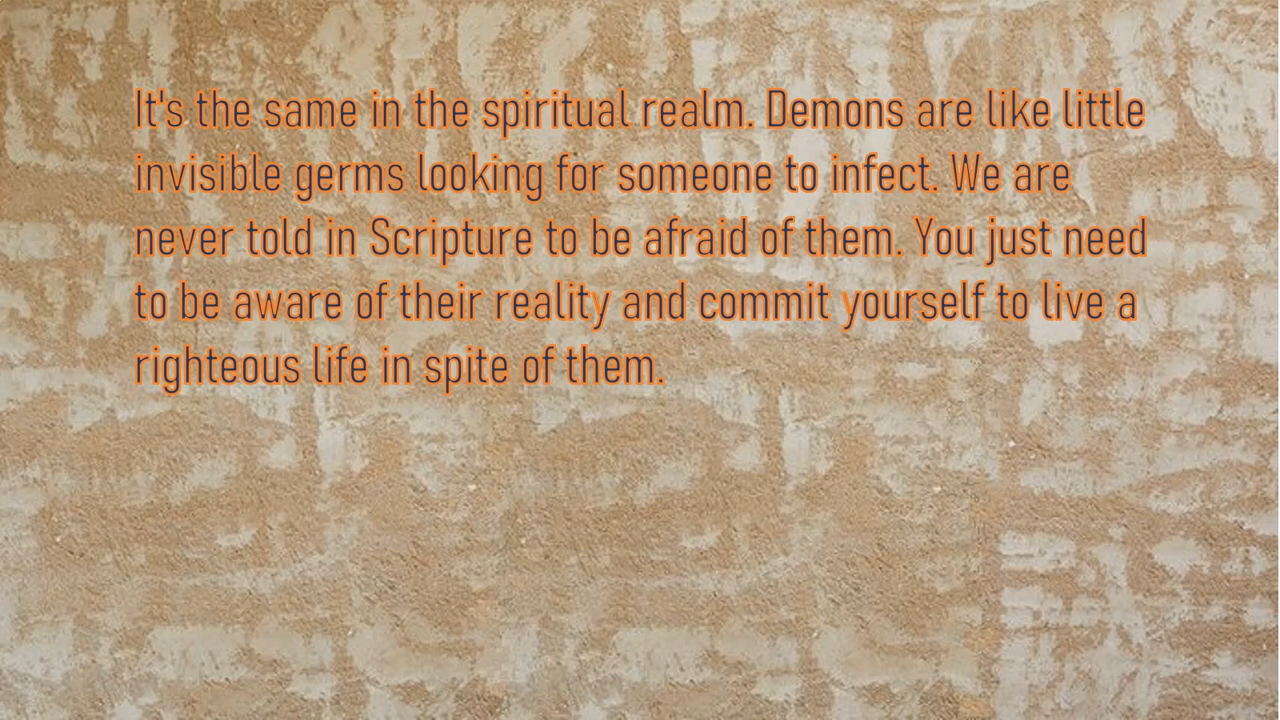 It's the same in the spiritual realm. Demons are like little
invisible germs looking for someone to infect. We are
never told in Scripture to be afraid of them. You just need
to be aware of their reality and commit yourself to live a
righteous life in spite of them.